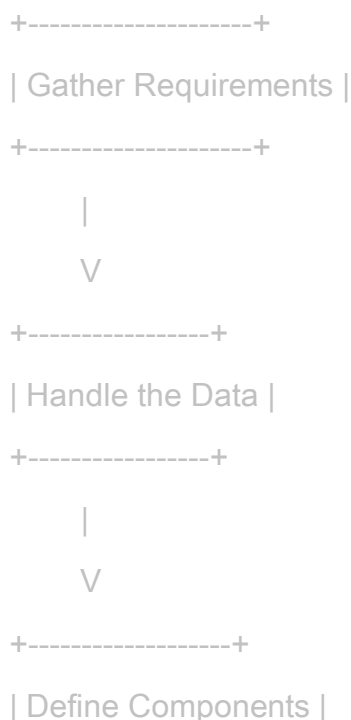 +---------------------+
| Gather Requirements |
+---------------------+
|
V
+-----------------+
| Handle the Data |
+-----------------+
|
V
+-------------------+
| Define Components |